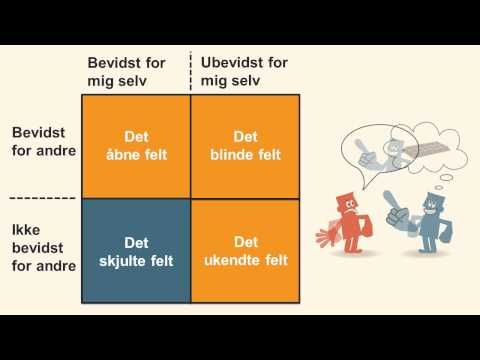 Bevidst for
mig selv
Ubevidst for
mig selv
Bevidst
for andre
Det
åbne felt
Det
blinde felt
Ikke
bevidst
for andre
Det
skjulte felt
Det
ukendte felt